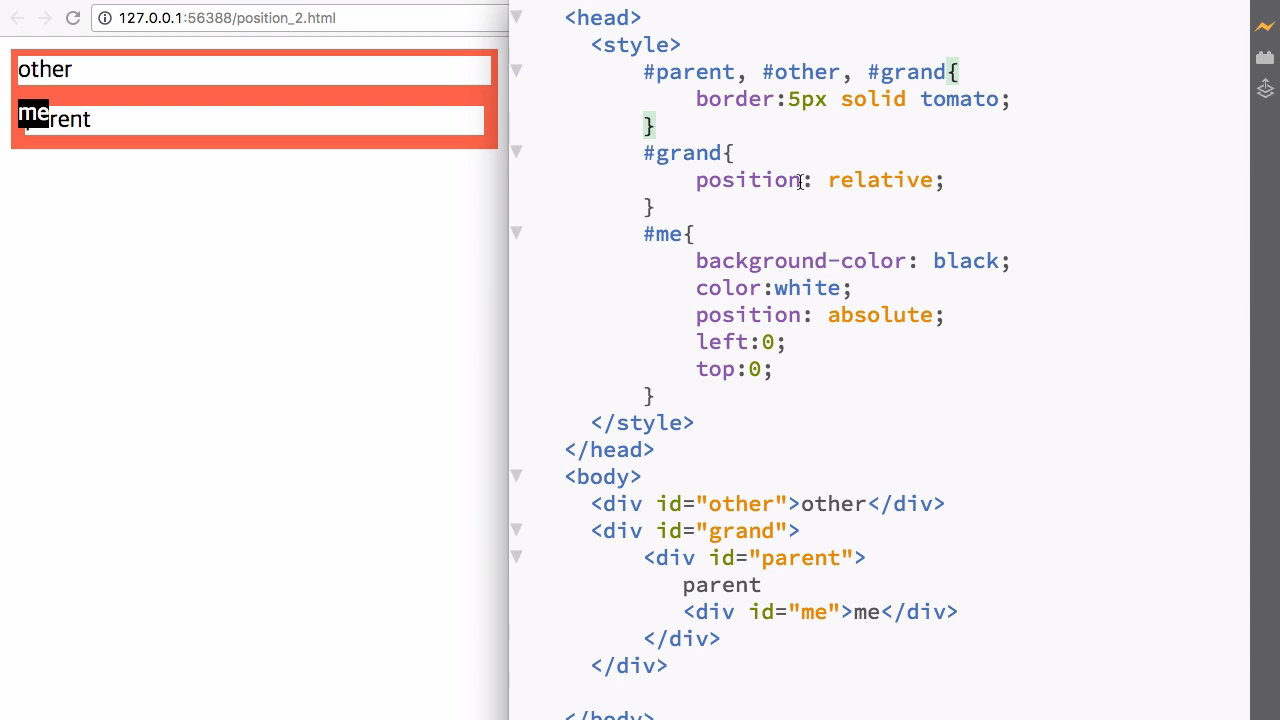 127.0.0.1:56388/position_2.html
other
me
rent
<head>
<style>
#parent, #other, #grand{
border:5px solid tomato;
}
#grand{
position: relative;
}
#me{
background-color: black;
color:white;
position: absolute;
left:0;
top:0;
}
</style>
</head>
<body>
<div id="other">other</div>
<div id="grand">
<div id="parent">
parent
<div id="me">me</div>
</div>
</div>
</body>